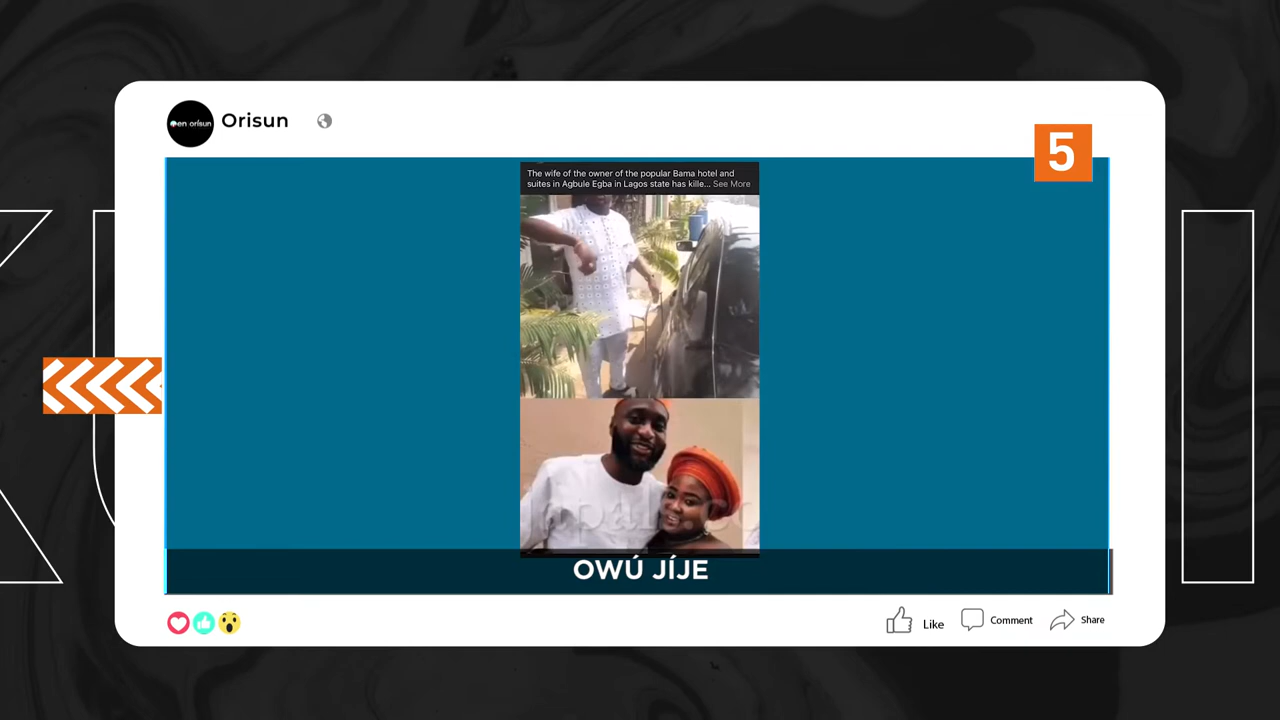 Orisun
5
The wife of the owner of the popular Bama hotel and
suites in Agbule Egba in Lagos state has kille... See More
OWÚ JÍJE
Like
Comment
Share